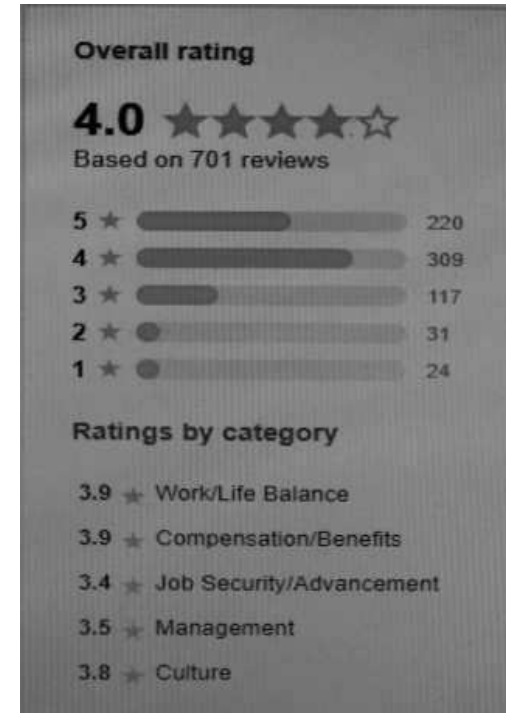 Overall rating
4.0
Based on 701 reviews
5 220
4 309
3 117
2 31
1 24
Ratings by category
3.9 Work/Life Balance
3.9 Compensation/Benefits
3.4 Job Security/Advancement
3.5 Management
3.8 Culture